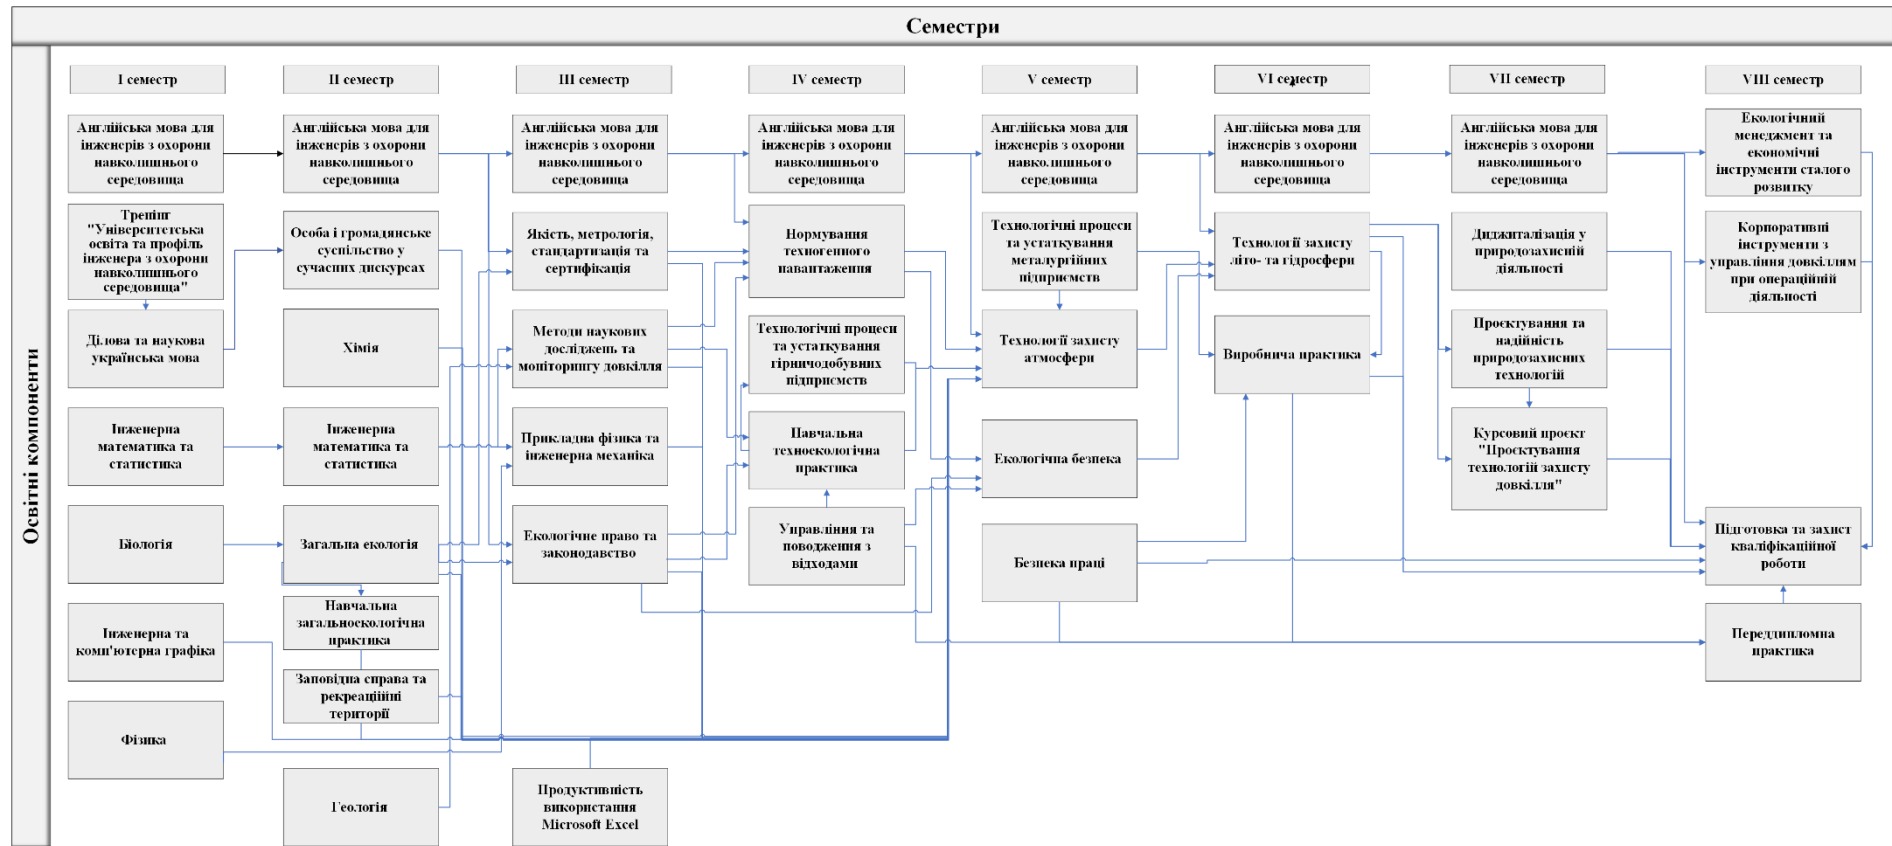 Семестри
Освітні компоненти
I семестр
II семестр
III семестр
IV семестр
V семестр
VI семестр
VII семестр
VIII семестр
Англійська мова для
інженерів з охорони
навколишнього
середовища
Тренінг
"Університетська
освіта та профіль
інженера з охорони
навколишнього
середовища"
Ділова та наукова
українська мова
Інженерна
математика та
статистика
Біологія
Інженерна та
комп'ютерна графіка
Фізика
Англійська мова для
інженерів з охорони
навколишнього
середовища
Особа і громадянське
суспільство у
сучасних дискурсах
Хімія
Інженерна
математика та
статистика
Загальна екологія
Навчальна
загальноекологічна
практика
Заповідна справа та
рекреаційні
території
Геологія
Англійська мова для
інженерів з охорони
навколишнього
середовища
Якість, метрологія,
стандартизація та
сертифікація
Методи наукових
досліджень та
моніторингу довкілля
Прикладна фізика та
інженерна механіка
Екологічне право та
законодавство
Продуктивність
використання
Microsoft Excel
Англійська мова для
інженерів з охорони
навколишнього
середовища
Нормування
техногенного
навантаження
Технологічні процеси
та устаткування
гірничодобувних
підприємств
Навчальна
техноекологічна
практика
Управління та
поводження з
відходами
Англійська мова для
інженерів з охорони
навколишнього
середовища
Технологічні процеси
та устаткування
металургійних
підприємств
Технології захисту
атмосфери
Екологічна безпека
Безпека праці
Англійська мова для
інженерів з охорони
навколишнього
середовища
Технології захисту
літо- та гідросфери
Виробнича практика
Англійська мова для
інженерів з охорони
навколишнього
середовища
Диджиталізація у
природозахисній
діяльності
Проєктування та
надійність
природозахисних
технологій
Курсовий проєкт
"Проєктування
технологій захисту
довкілля"
Екологічний
менеджмент та
економічні
інструменти сталого
розвитку
Корпоративні
інструменти з
управління довкіллям
при операційній
діяльності
Підготовка та захист
кваліфікаційної
роботи
Переддипломна
практика